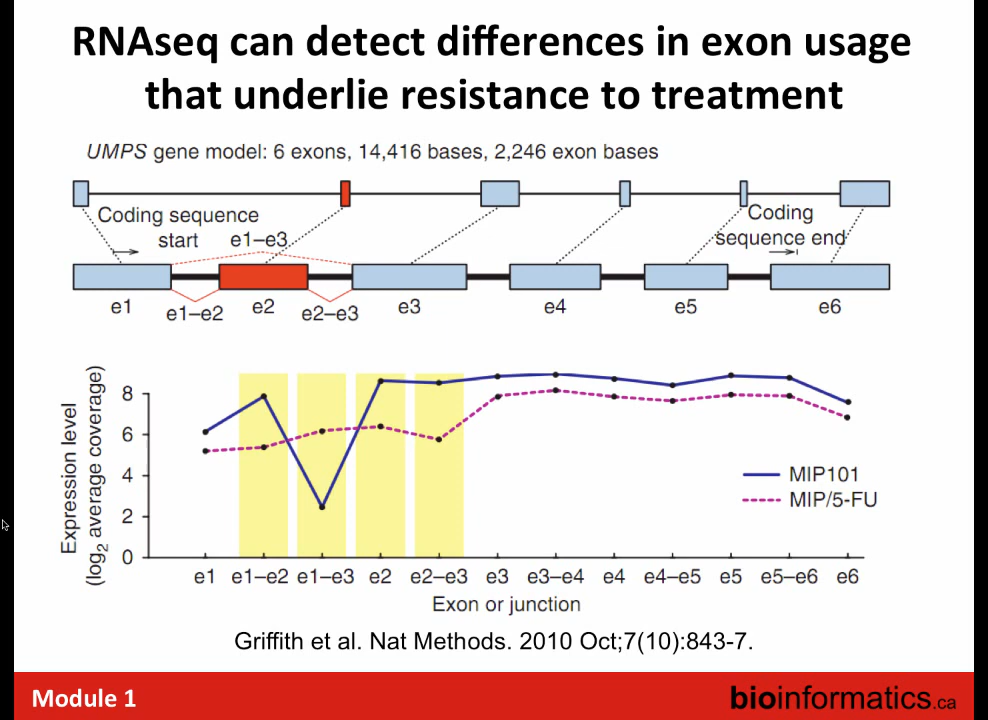 RNAseq can detect differences in exon usage
that underlie resistance to treatment
UMPS gene model: 6 exons, 14,416 bases, 2,246 exon bases
Coding sequence
start
e1–e3
Coding
sequence end
e1
e1–e2
e2
e2–e3
e3
e4
e5
e6
Expression level
(log2 average coverage)
8
6
4
2
0
MIP101
MIP/5-FU
e1 e1–e2 e1–e3 e2 e2–e3 e3 e3–e4 e4 e4–e5 e5 e5–e6 e6
Exon or junction
Griffith et al. Nat Methods. 2010 Oct;7(10):843-7.
Module 1
bioinformatics.ca